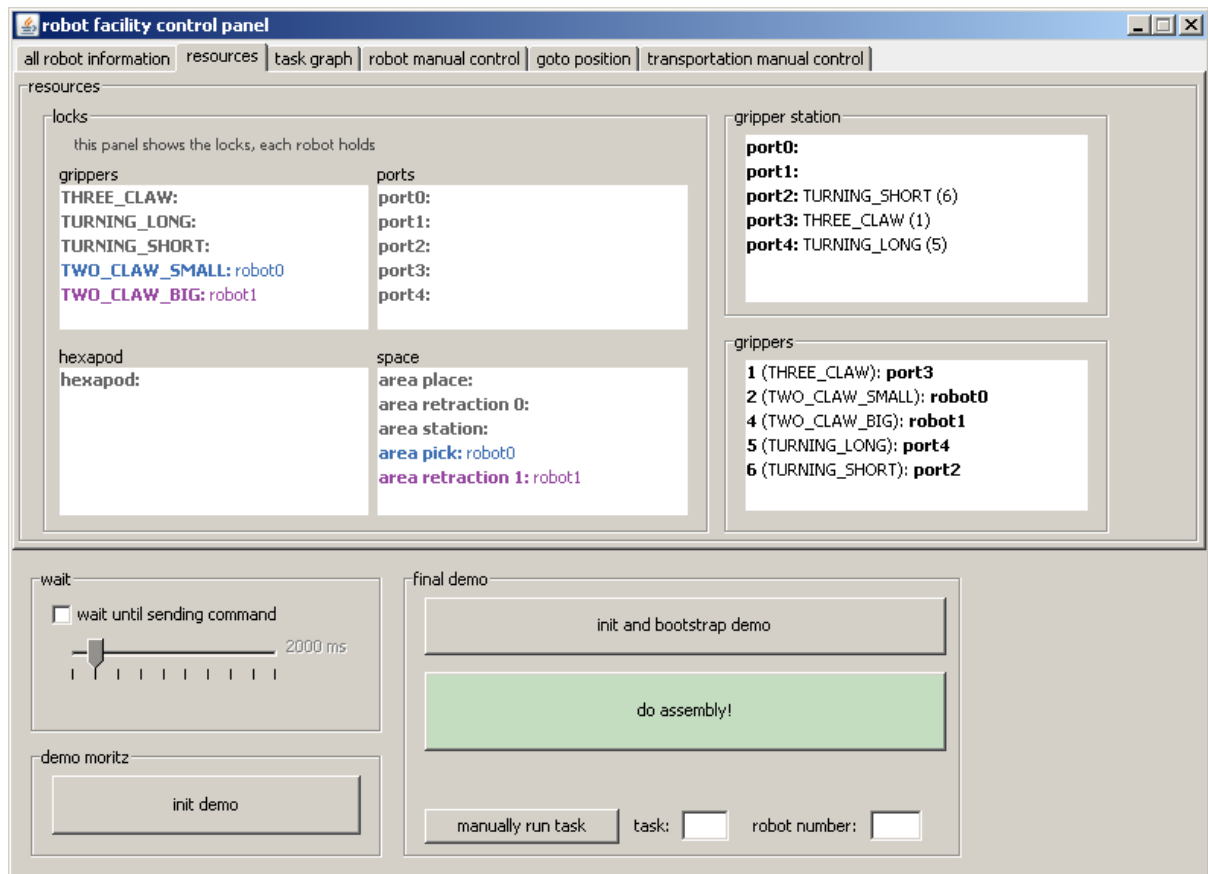 robot facility control panel
all robot information resources task graph robot manual control goto position transportation manual control
resources
locks
this panel shows the locks, each robot holds
grippers
THREE_CLAW:
TURNING_LONG:
TURNING_SHORT:
TWO_CLAW_SMALL: robot0
TWO_CLAW_BIG: robot1
ports
port0:
port1:
port2:
port3:
port4:
hexapod
hexapod:
space
area place:
area retraction 0:
area station:
area pick: robot0
area retraction 1: robot1
gripper station
port0:
port1:
port2: TURNING_SHORT (6)
port3: THREE_CLAW (1)
port4: TURNING_LONG (5)
grippers
1 (THREE_CLAW): port3
2 (TWO_CLAW_SMALL): robot0
4 (TWO_CLAW_BIG): robot1
5 (TURNING_LONG): port4
6 (TURNING_SHORT): port2
wait
wait until sending command
2000 ms
demo moritz
init demo
final demo
init and bootstrap demo
do assembly!
manually run task task: robot number: